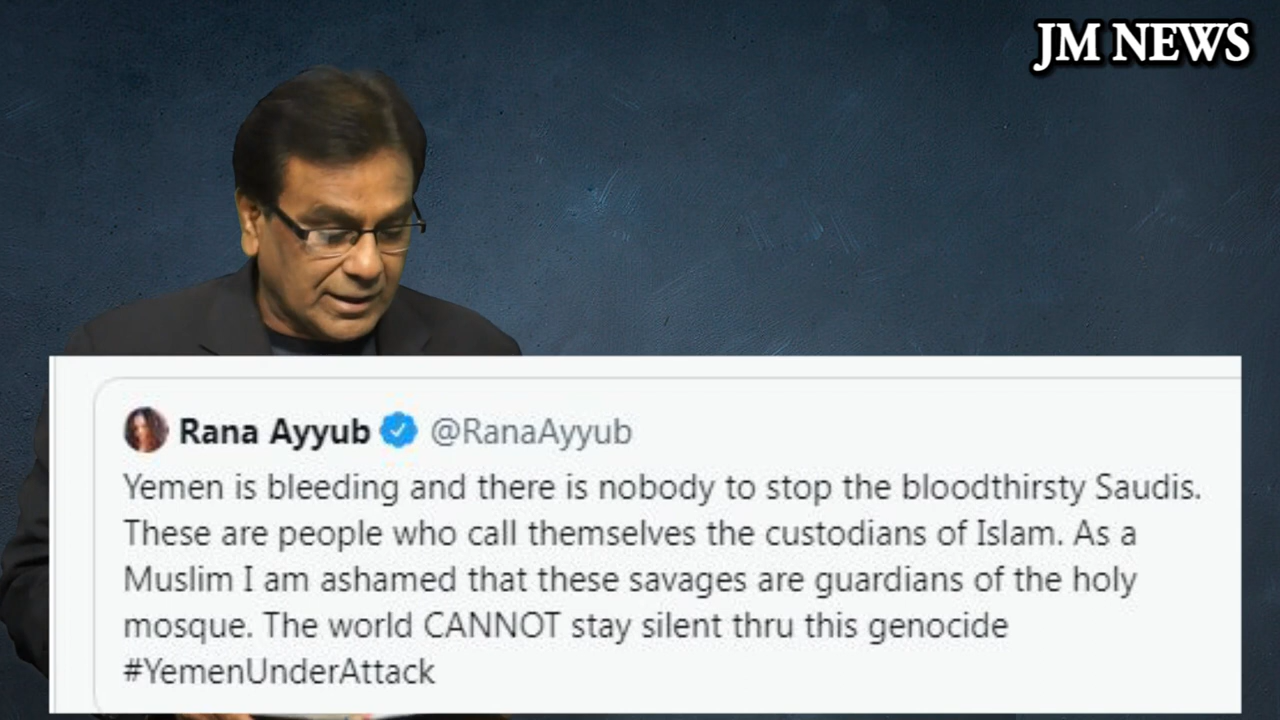 JM NEWS
Rana Ayyub @RanaAyyub
Yemen is bleeding and there is nobody to stop the bloodthirsty Saudis.
These are people who call themselves the custodians of Islam. As a
Muslim I am ashamed that these savages are guardians of the holy
mosque. The world CANNOT stay silent thru this genocide
#YemenUnderAttack